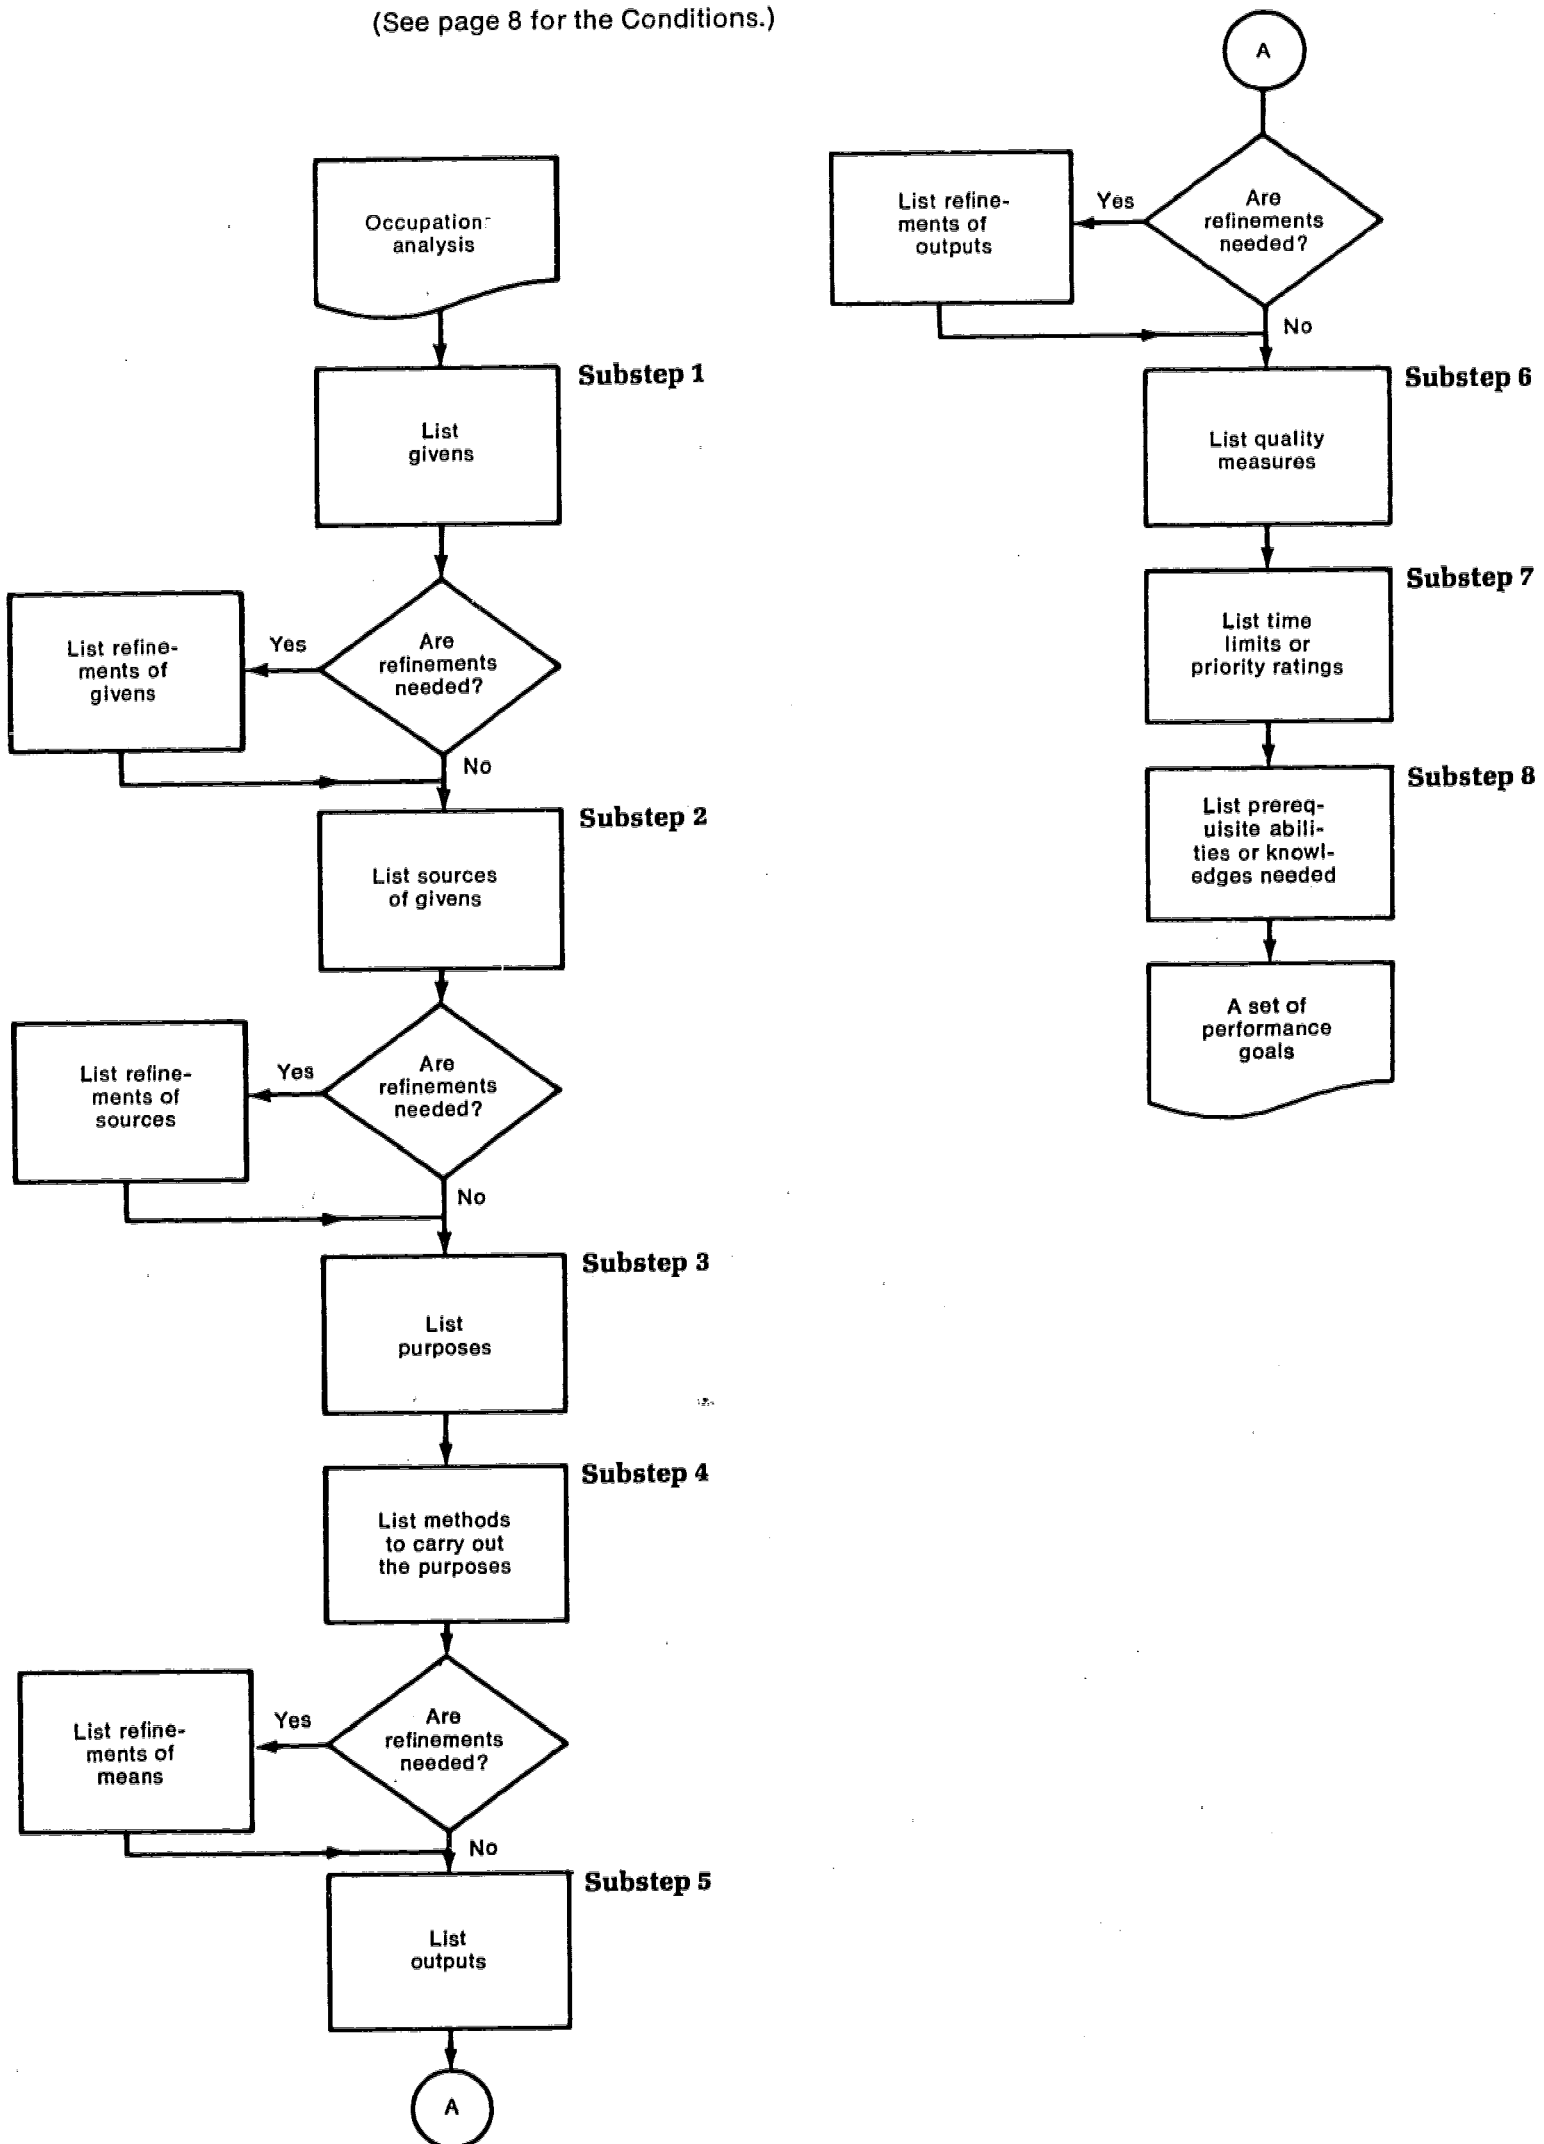 (See page 8 for the Conditions.)
Occupation
analysis
Substep 1
List
givens
Are
refinements
needed?
Yes
List refine-
ments of
givens
No
Substep 2
List sources
of givens
Are
refinements
needed?
Yes
List refine-
ments of
sources
No
Substep 3
List
purposes
Substep 4
List methods
to carry out
the purposes
Are
refinements
needed?
Yes
List refine-
ments of
means
No
Substep 5
List
outputs
A
A
Are
refinements
needed?
Yes
List refine-
ments of
outputs
No
Substep 6
List quality
measures
Substep 7
List time
limits or
priority ratings
Substep 8
List prereq-
uisite abili-
ties or knowl-
edges needed
A set of
performance
goals